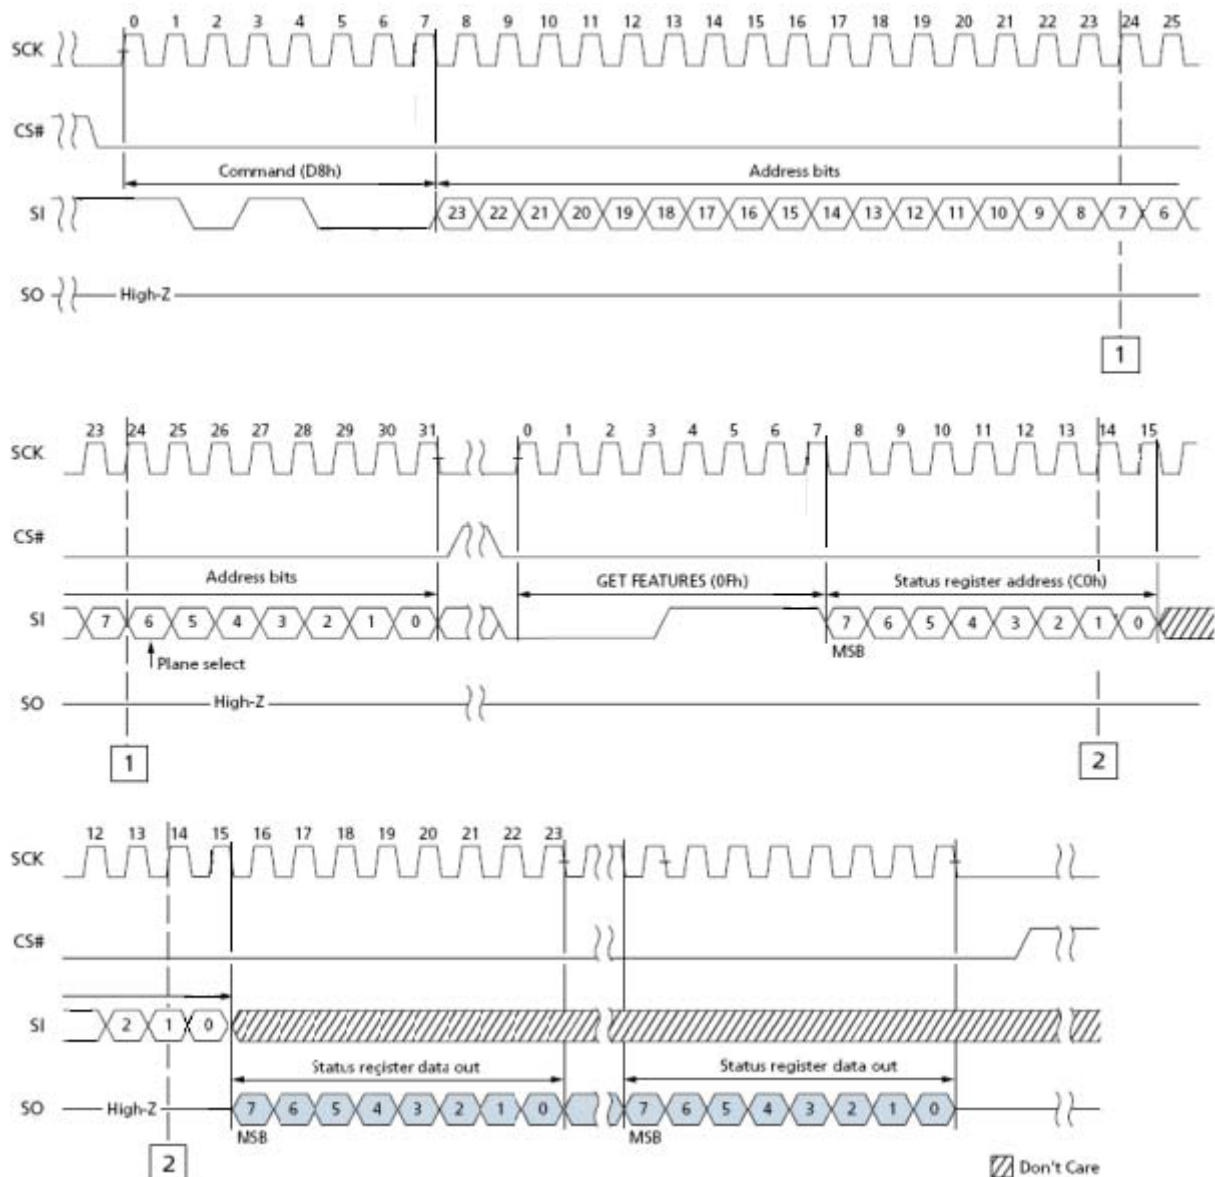 0 1 2 3 4 5 6 7 8 9 10 11 12 13 14 15 16 17 18 19 20 21 22 23 24 25
SCK
CS#
Command (D8h) Address bits
SI 23 22 21 20 19 18 17 16 15 14 13 12 11 10 9 8 7 6
SO High-Z
1
23 24 25 26 27 28 29 30 31 0 1 2 3 4 5 6 7 8 9 10 11 12 13 14 15
SCK
CS#
Address bits GET FEATURES (0Fh) Status register address (C0h)
SI 7 6 5 4 3 2 1 0 7 6 5 4 3 2 1 0
Plane select MSB
SO High-Z
1 2
12 13 14 15 16 17 18 19 20 21 22 23
SCK
CS#
SI 2 1 0
Status register data out Status register data out
SO High-Z 7 6 5 4 3 2 1 0 7 6 5 4 3 2 1 0
MSB MSB
2
Don't Care